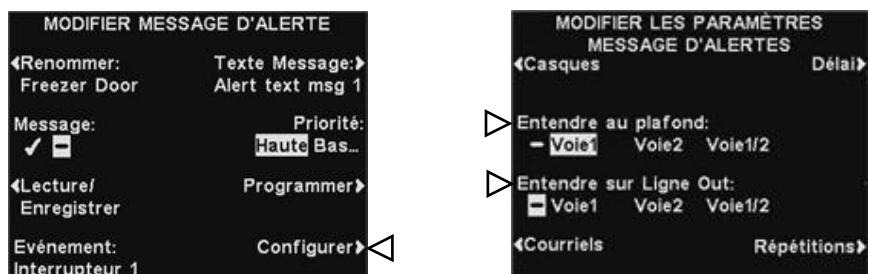 MODIFIER MESSAGE D'ALERTE
Renommer:
Freezer Door
Texte Message:
Alert text msg 1
Message:
Priorité:
Haute Bas...
Lecture/
Enregistrer
Programmer
Evénement:
Interrupteur 1
Configurer
MODIFIER LES PARAMÈTRES
MESSAGE D'ALERTES
Casques
Délai
Entendre au plafond:
– Voie1 Voie2 Voie1/2
Entendre sur Ligne Out:
– Voie1 Voie2 Voie1/2
Courriels
Répétitions